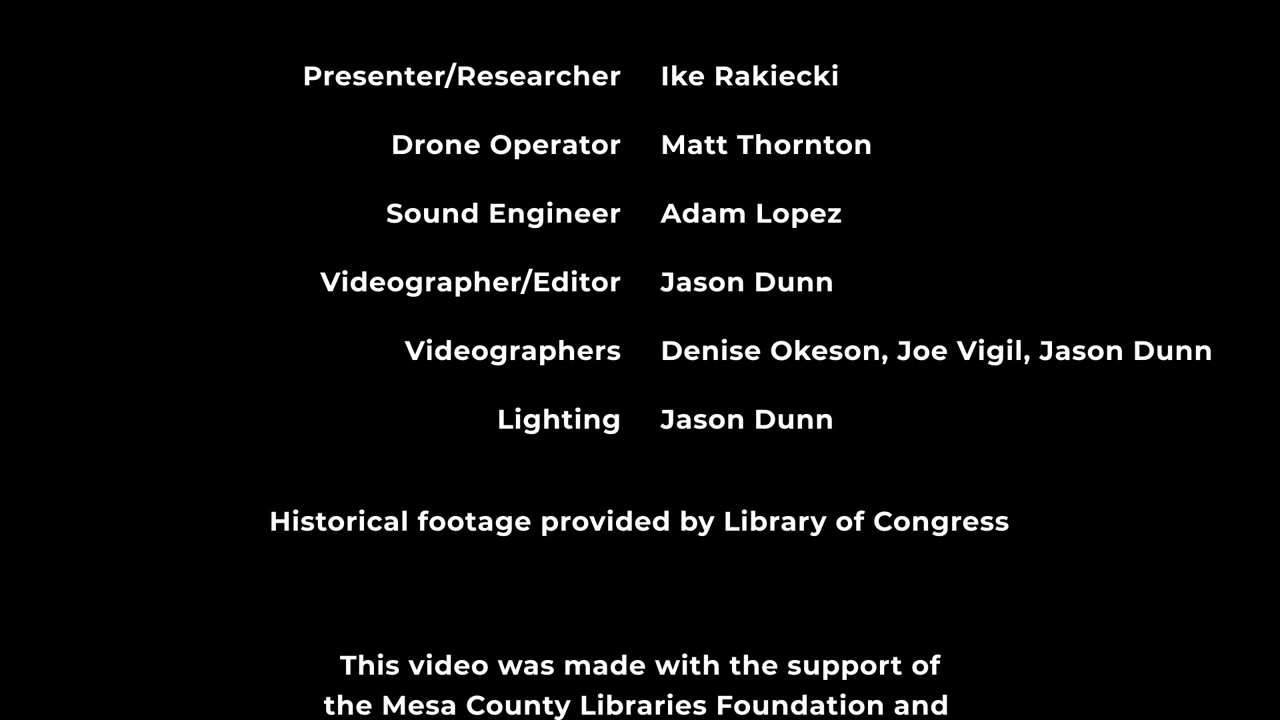 Presenter/Researcher Ike Rakiecki
Drone Operator Matt Thornton
Sound Engineer Adam Lopez
Videographer/Editor Jason Dunn
Videographers Denise Okeson, Joe Vigil, Jason Dunn
Lighting Jason Dunn
Historical footage provided by Library of Congress
This video was made with the support of
the Mesa County Libraries Foundation and